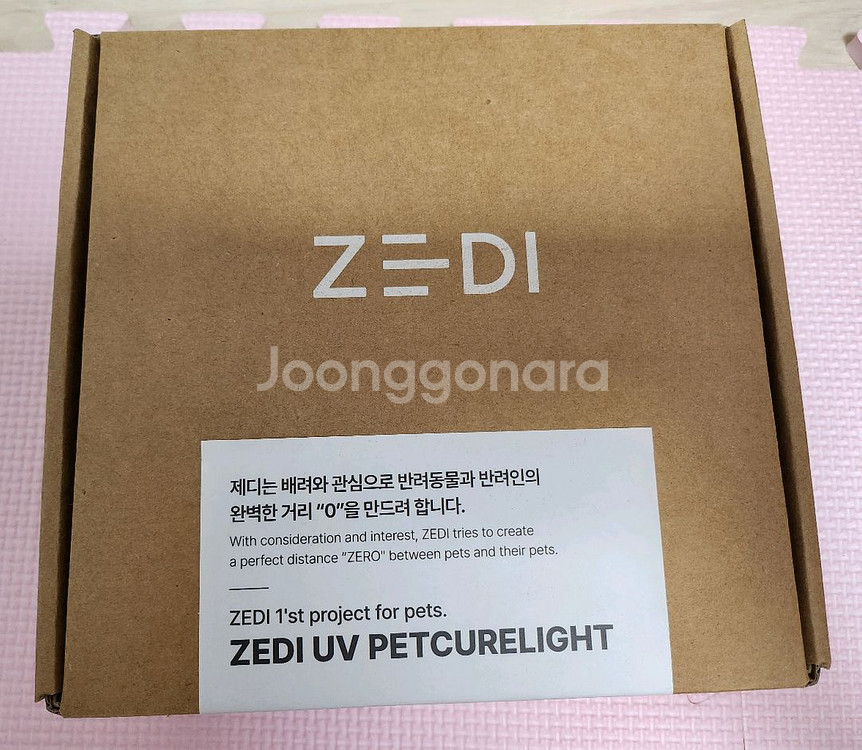 ZEDI
Joonggonara
제디는 배려와 관심으로 반려동물과 반려인의
완벽한 거리 “0”을 만드려 합니다.
With consideration and interest, ZEDI tries to create
a perfect distance “ZERO" between pets and their pets.
ZEDI 1'st project for pets.
ZEDI UV PETCURELIGHT